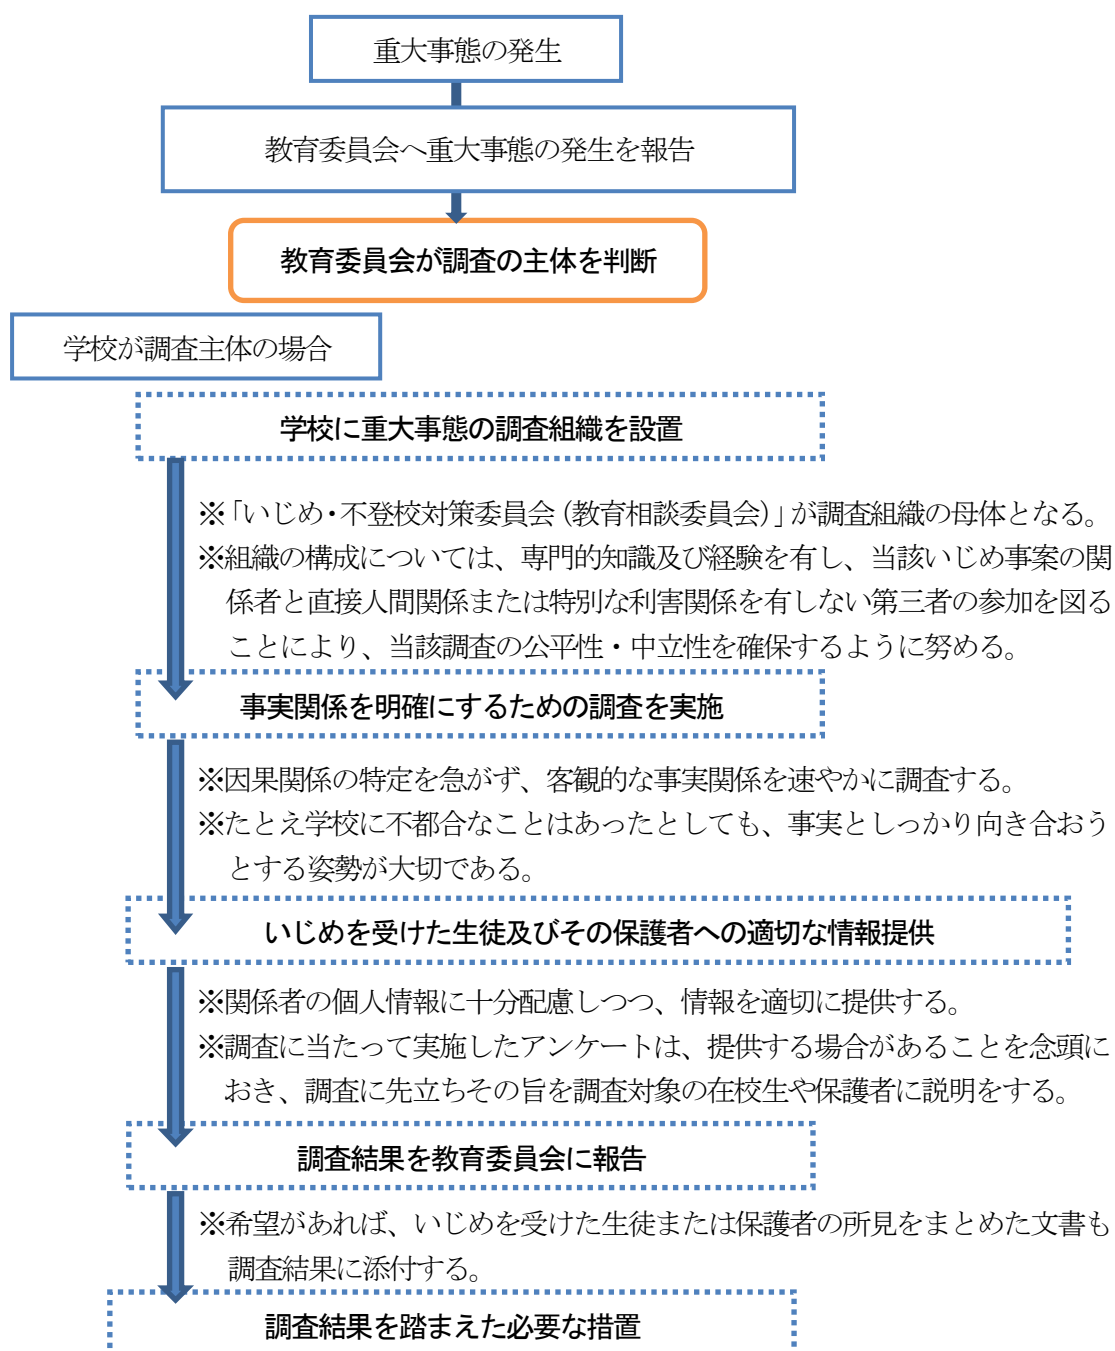 重大事態の発生
教育委員会へ重大事態の発生を報告
教育委員会が調査の主体を判断
学校が調査主体の場合
学校に重大事態の調査組織を設置
※「いじめ・不登校対策委員会（教育相談委員会）」が調査組織の母体となる。
※組織の構成については、専門的知識及び経験を有し、当該いじめ事案の関
係者と直接人間関係または特別な利害関係を有しない第三者の参加を図る
ことにより、当該調査の公平性・中立性を確保するように努める。
事実関係を明確にするための調査を実施
※因果関係の特定を急がず、客観的な事実関係を速やかに調査する。
※たとえ学校に不都合なことはあったとしても、事実としっかり向き合おう
とする姿勢が大切である。
いじめを受けた生徒及びその保護者への適切な情報提供
※関係者の個人情報に十分配慮しつつ、情報を適切に提供する。
※調査に当たって実施したアンケートは、提供する場合があることを念頭に
おき、調査に先立ちその旨を調査対象の在校生や保護者に説明をする。
調査結果を教育委員会に報告
※希望があれば、いじめを受けた生徒または保護者の所見をまとめた文書も
調査結果に添付する。
調査結果を踏まえた必要な措置